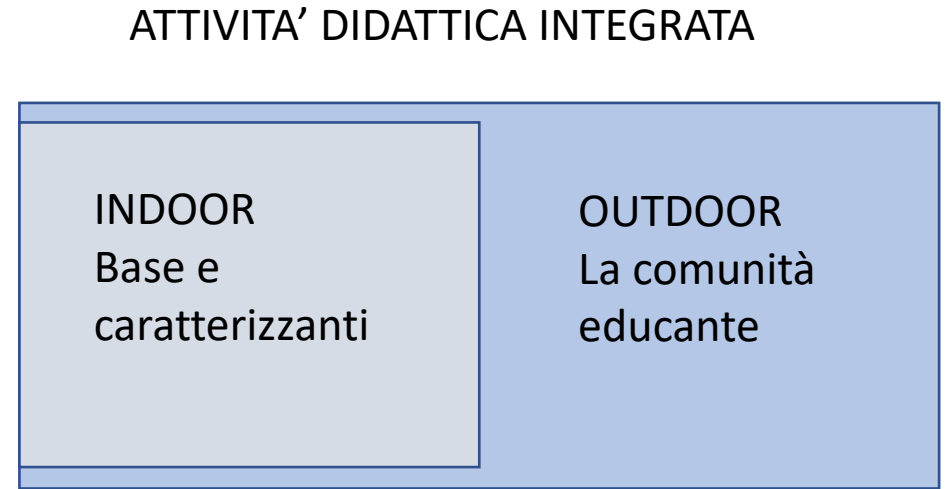 ATTIVITA’ DIDATTICA INTEGRATA
INDOOR
Base e
caratterizzanti
OUTDOOR
La comunità
educante